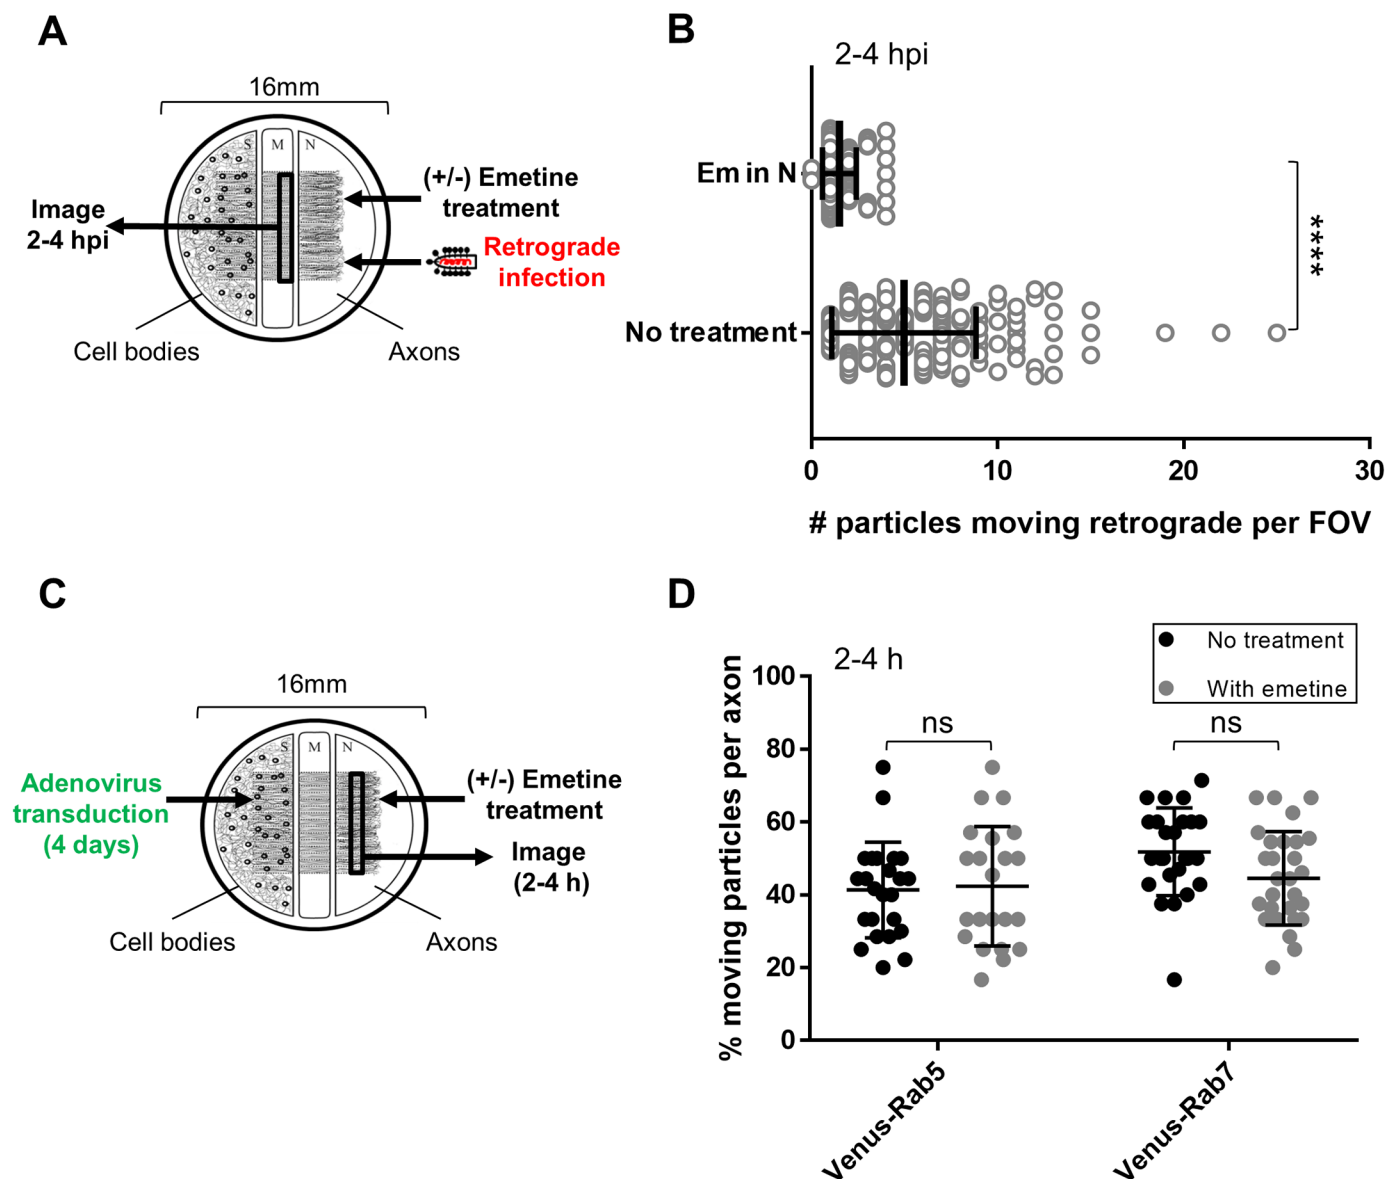 A
16mm
S M N
(+/-) Emetine
treatment
Image
2-4 hpi
Retrograde
infection
Cell bodies
Axons
B
2-4 hpi
Em in N
No treatment
****
0 10 20 30
# particles moving retrograde per FOV
C
16mm
S M N
Adenovirus
transduction
(4 days)
(+/-) Emetine
treatment
Image
(2-4 h)
Cell bodies
Axons
D
2-4 h
No treatment
With emetine
% moving particles per axon
100
80
60
40
20
0
ns
ns
Venus-Rab5
Venus-Rab7